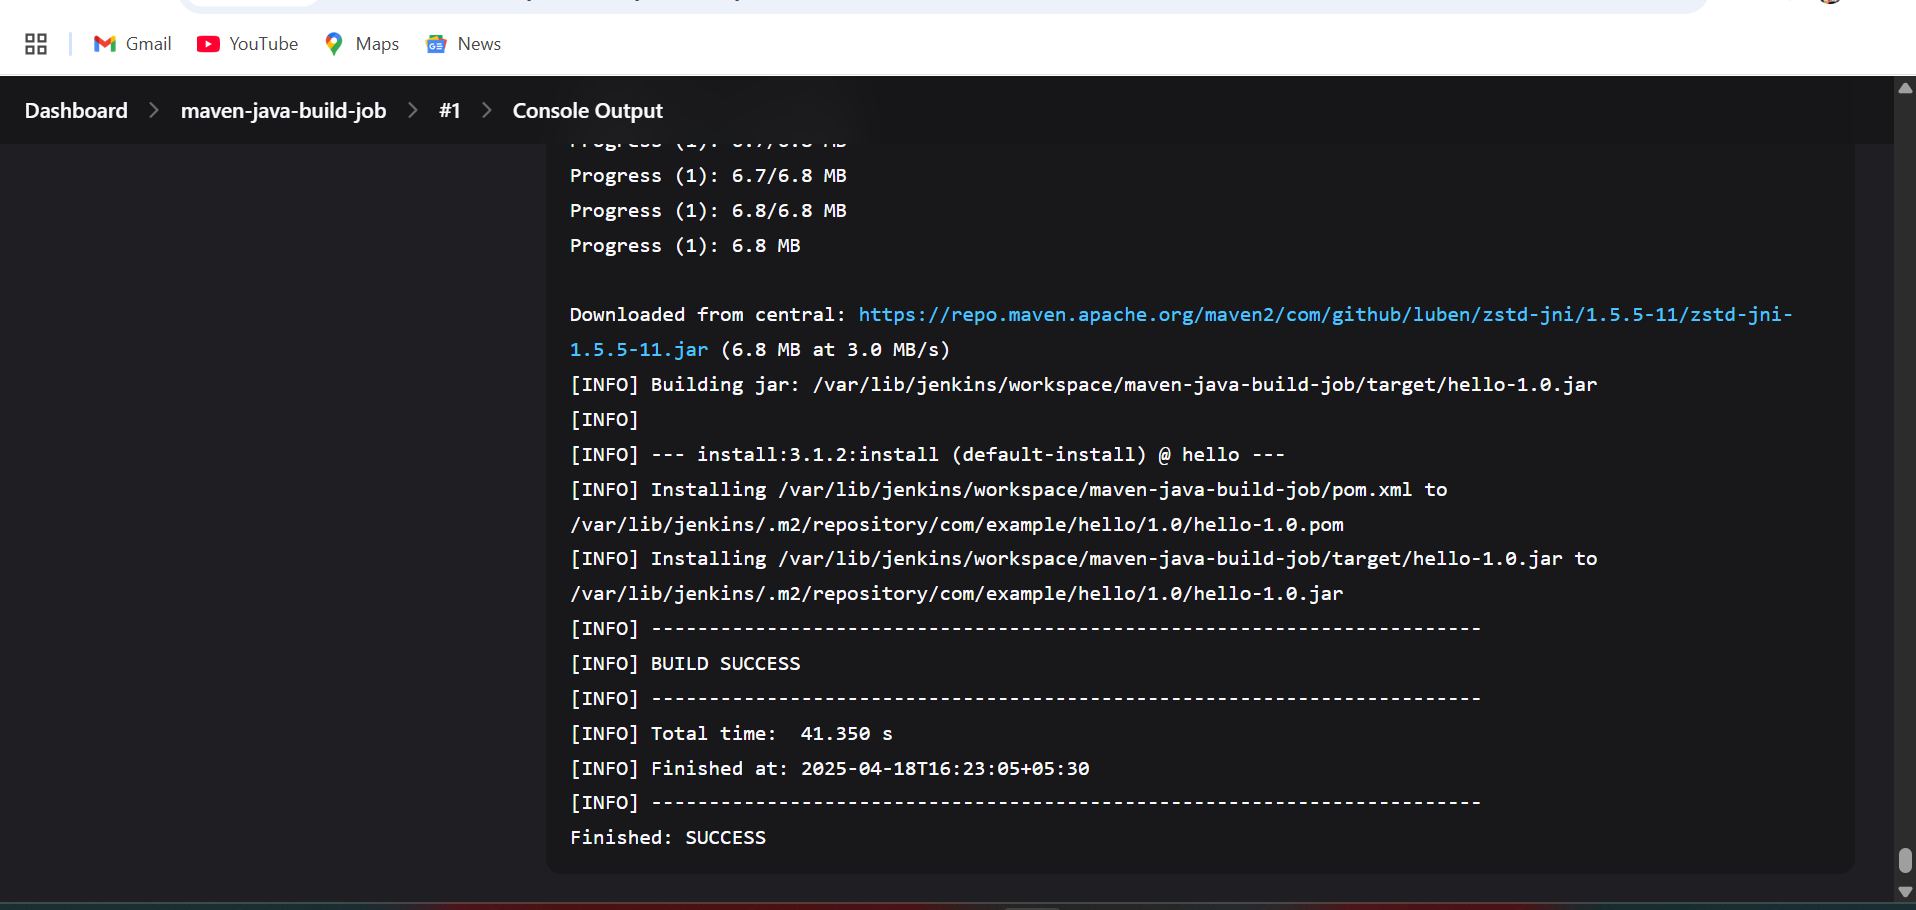 Gmail YouTube Maps News
Dashboard > maven-java-build-job > #1 > Console Output
Progress (1): 6.7/6.8 MB
Progress (1): 6.7/6.8 MB
Progress (1): 6.8/6.8 MB
Progress (1): 6.8 MB
Downloaded from central: https://repo.maven.apache.org/maven2/com/github/luben/zstd-jni/1.5.5-11/zstd-jni-
1.5.5-11.jar (6.8 MB at 3.0 MB/s)
[INFO] Building jar: /var/lib/jenkins/workspace/maven-java-build-job/target/hello-1.0.jar
[INFO]
[INFO] --- install:3.1.2:install (default-install) @ hello ---
[INFO] Installing /var/lib/jenkins/workspace/maven-java-build-job/pom.xml to
/var/lib/jenkins/.m2/repository/com/example/hello/1.0/hello-1.0.pom
[INFO] Installing /var/lib/jenkins/workspace/maven-java-build-job/target/hello-1.0.jar to
/var/lib/jenkins/.m2/repository/com/example/hello/1.0/hello-1.0.jar
[INFO] ------------------------------------------------------------------------
[INFO] BUILD SUCCESS
[INFO] ------------------------------------------------------------------------
[INFO] Total time:  41.350 s
[INFO] Finished at: 2025-04-18T16:23:05+05:30
[INFO] ------------------------------------------------------------------------
Finished: SUCCESS